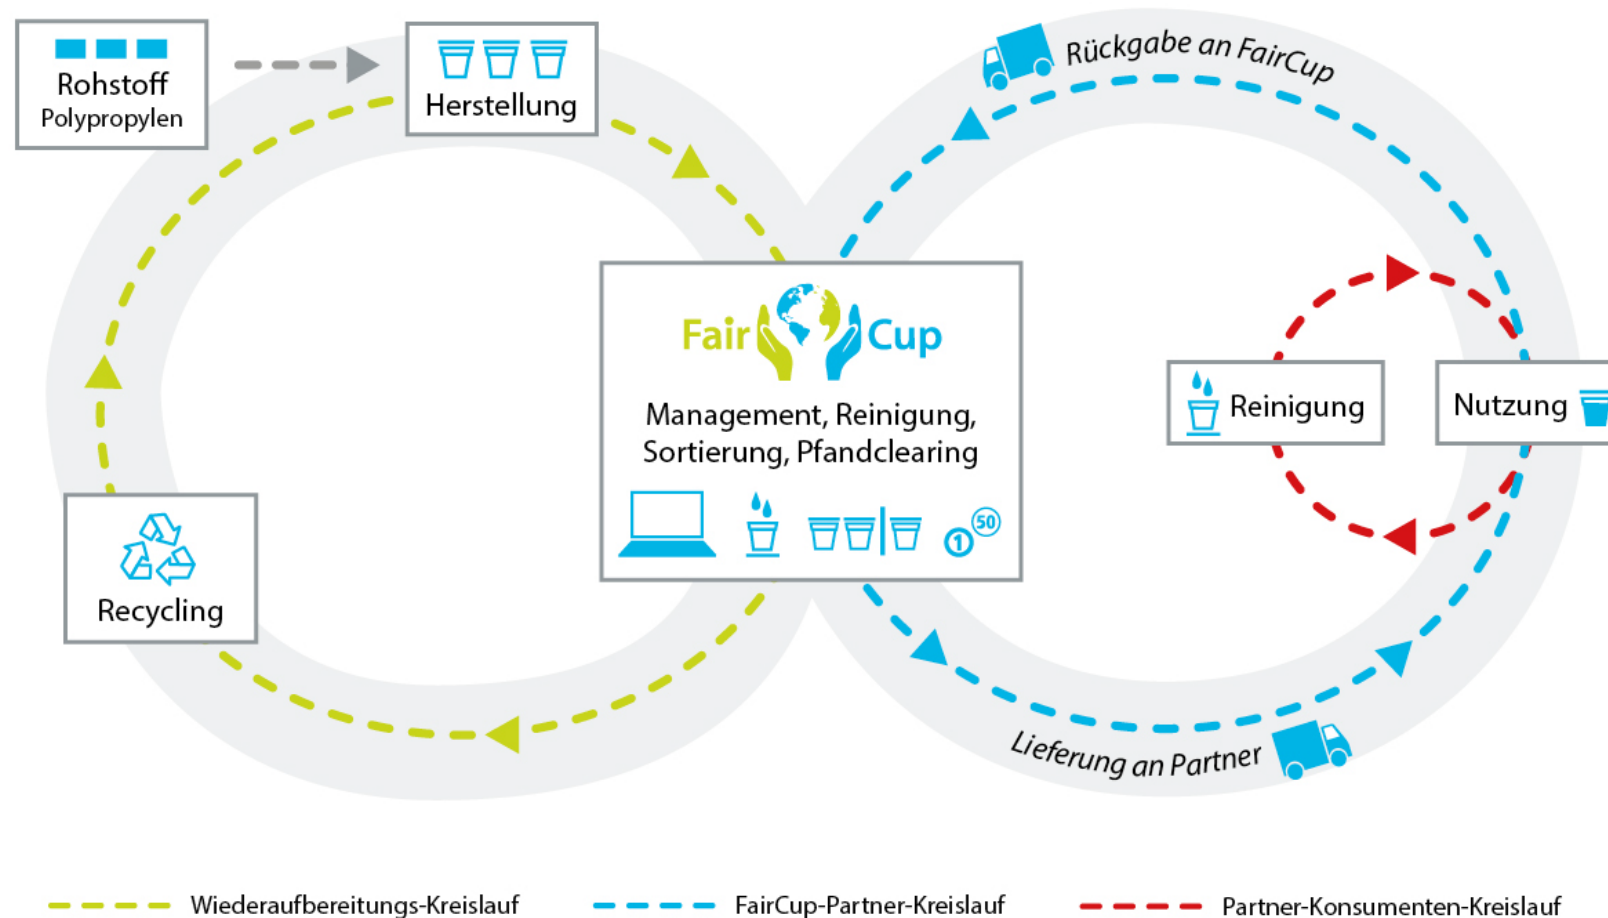 Rohstoff
Polypropylen
Herstellung
Rückgabe an FairCup
Fair Cup
Management, Reinigung,
Sortierung, Pfandclearing
1 50
Reinigung
Nutzung
Recycling
Lieferung an Partner
Wiederaufbereitungs-Kreislauf
FairCup-Partner-Kreislauf
Partner-Konsumenten-Kreislauf